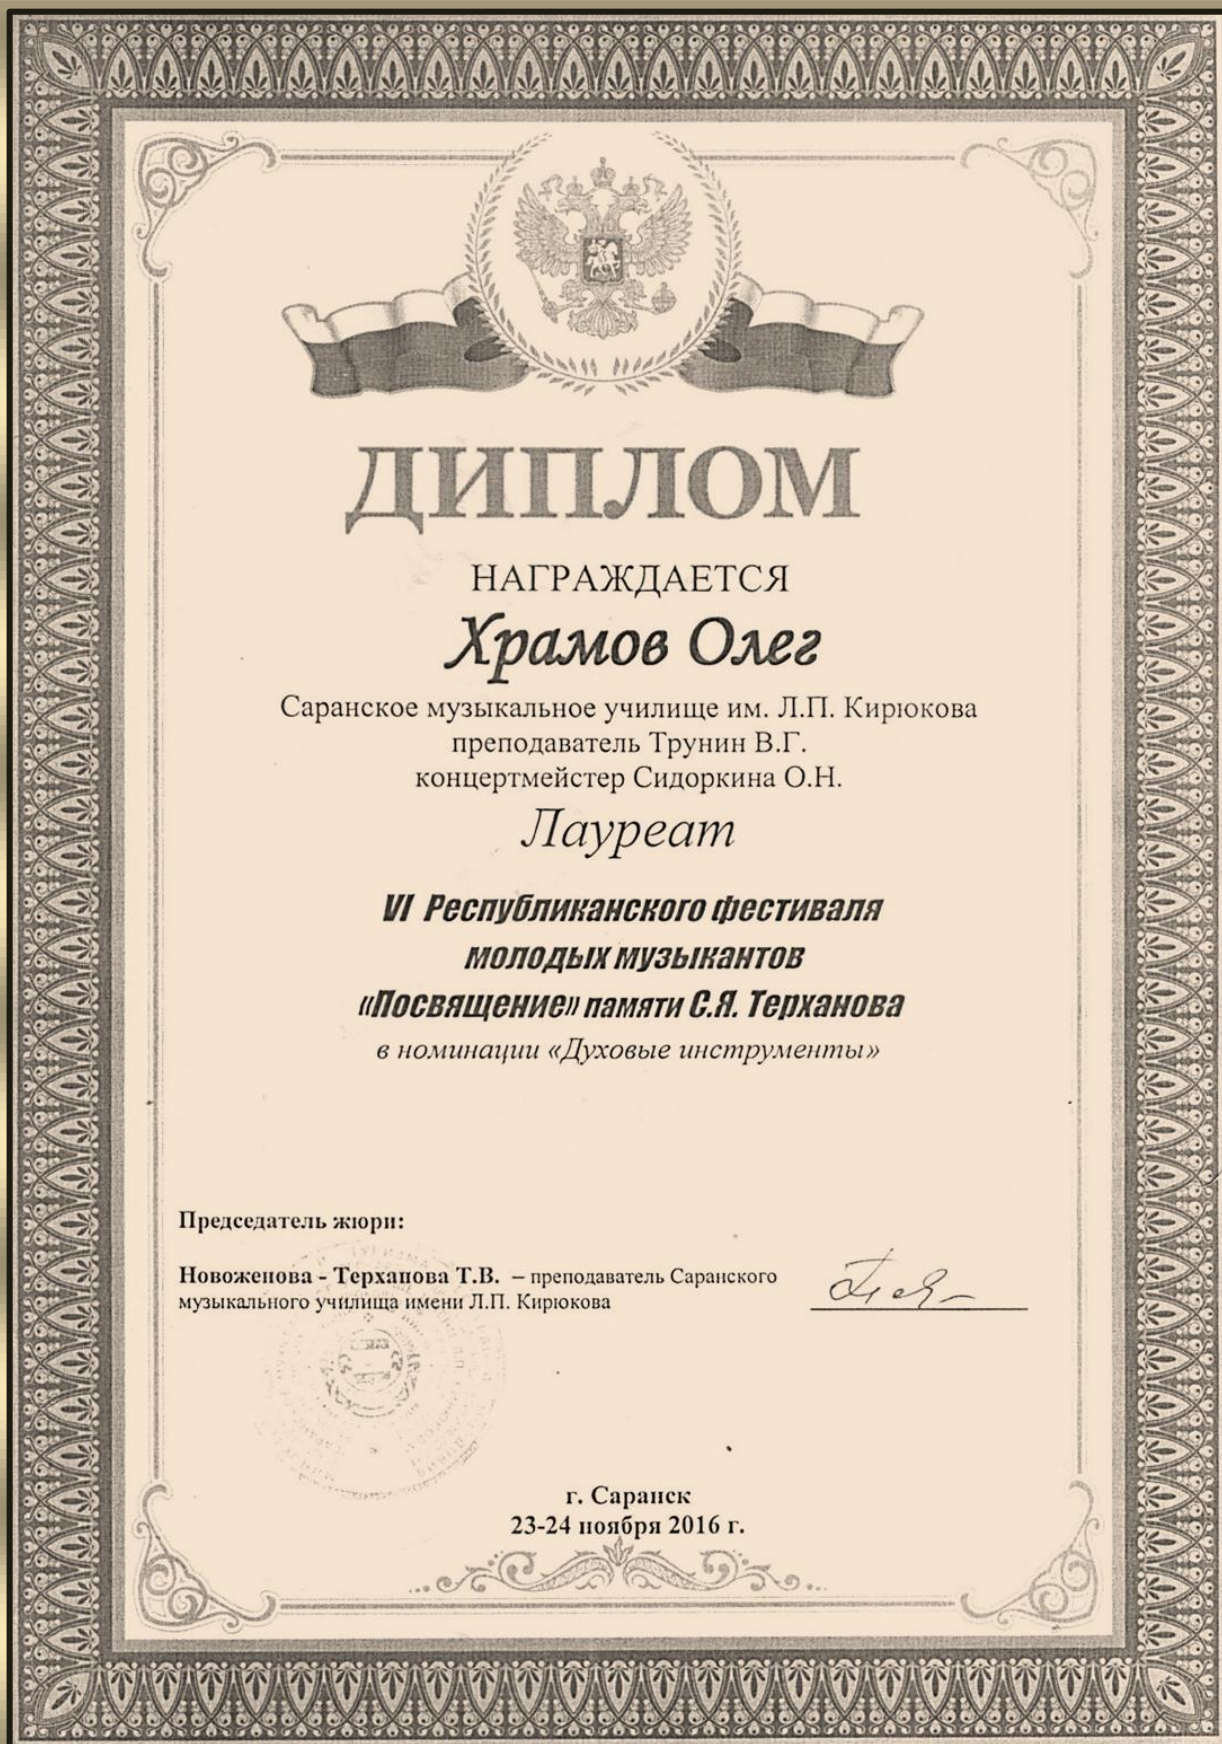 ДИПЛОМ
НАГРАЖДАЕТСЯ
Храмов Олег
Саранское музыкальное училище им. Л.П. Кирюкова
преподаватель Трунин В.Г.
концертмейстер Сидоркина О.Н.
Лауреат
VI Республиканского фестиваля
молодых музыкантов
«Посвящение» памяти С.Я. Терханова
в номинации «Духовые инструменты»
Председатель жюри:
Новоженова - Терханова Т.В. – преподаватель Саранского
музыкального училища имени Л.П. Кирюкова
г. Саранск
23-24 ноября 2016 г.